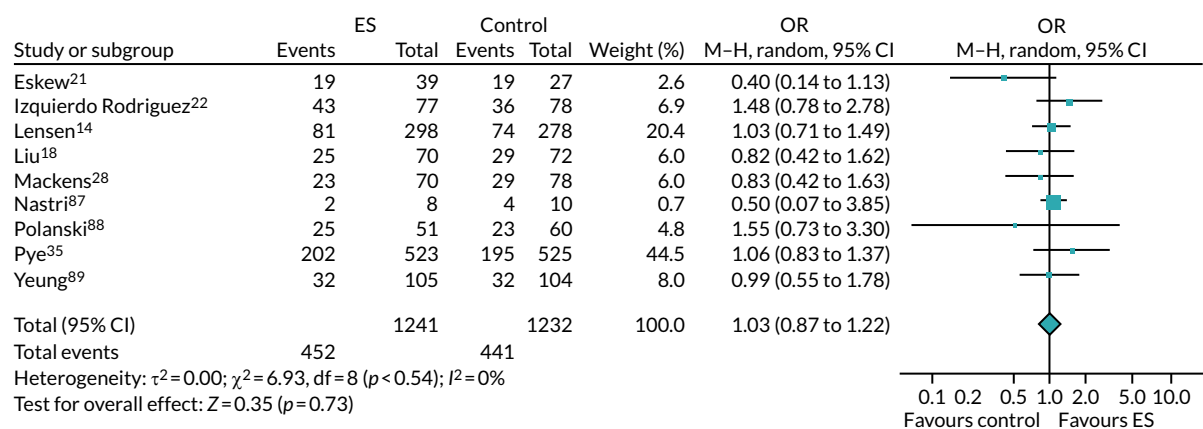 ES Control OR OR
Study or subgroup Events Total Events Total Weight (%) M–H, random, 95% CI M–H, random, 95% CI
Eskew21 19 39 19 27 2.6 0.40 (0.14 to 1.13)
Izquierdo Rodriguez22 43 77 36 78 6.9 1.48 (0.78 to 2.78)
Lensen14 81 298 74 278 20.4 1.03 (0.71 to 1.49)
Liu18 25 70 29 72 6.0 0.82 (0.42 to 1.62)
Mackens28 23 70 29 78 6.0 0.83 (0.42 to 1.63)
Nastri87 2 8 4 10 0.7 0.50 (0.07 to 3.85)
Polanski88 25 51 23 60 4.8 1.55 (0.73 to 3.30)
Pye35 202 523 195 525 44.5 1.06 (0.83 to 1.37)
Yeung89 32 105 32 104 8.0 0.99 (0.55 to 1.78)
Total (95% CI) 1241 1232 100.0 1.03 (0.87 to 1.22)
Total events 452 441
Heterogeneity: τ2=0.00; χ2=6.93, df=8 (p<0.54); I2=0%
Test for overall effect: Z=0.35 (p=0.73)
0.1 0.2 0.5 1.0 2.0 5.0 10.0
Favours control Favours ES